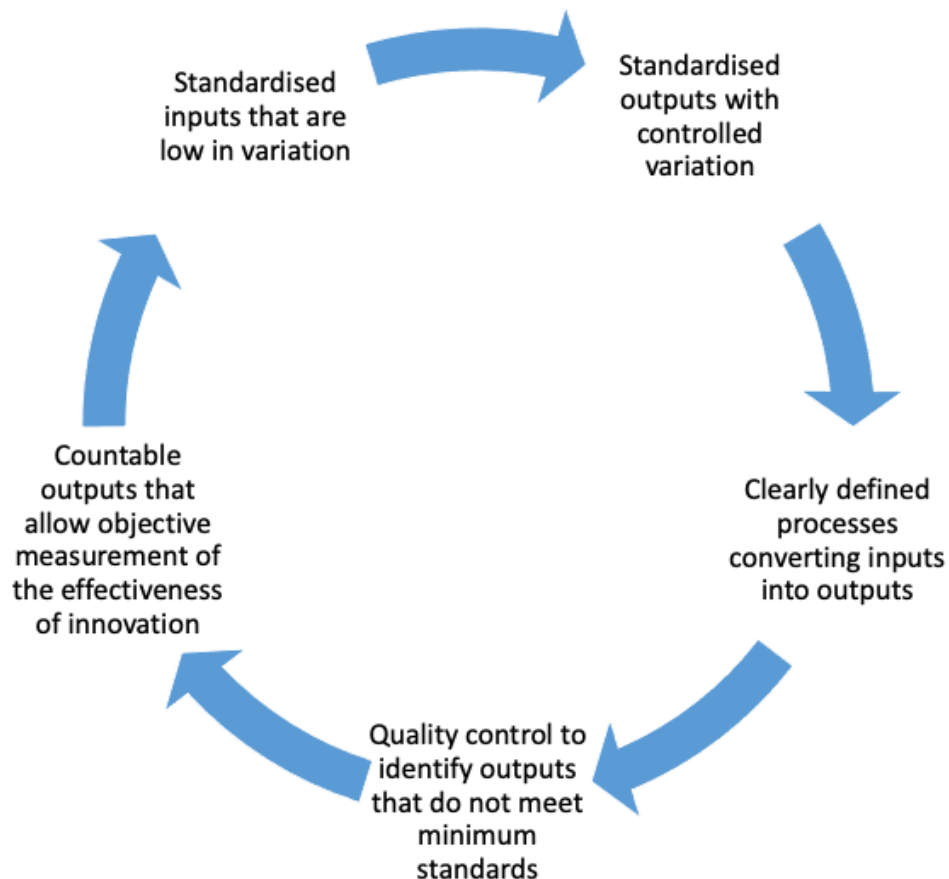 Standardised
inputs that are
low in variation
Standardised
outputs with
controlled
variation
Clearly defined
processes
converting inputs
into outputs
Quality control to
identify outputs
that do not meet
minimum
standards
Countable
outputs that
allow objective
measurement of
the effectiveness
of innovation